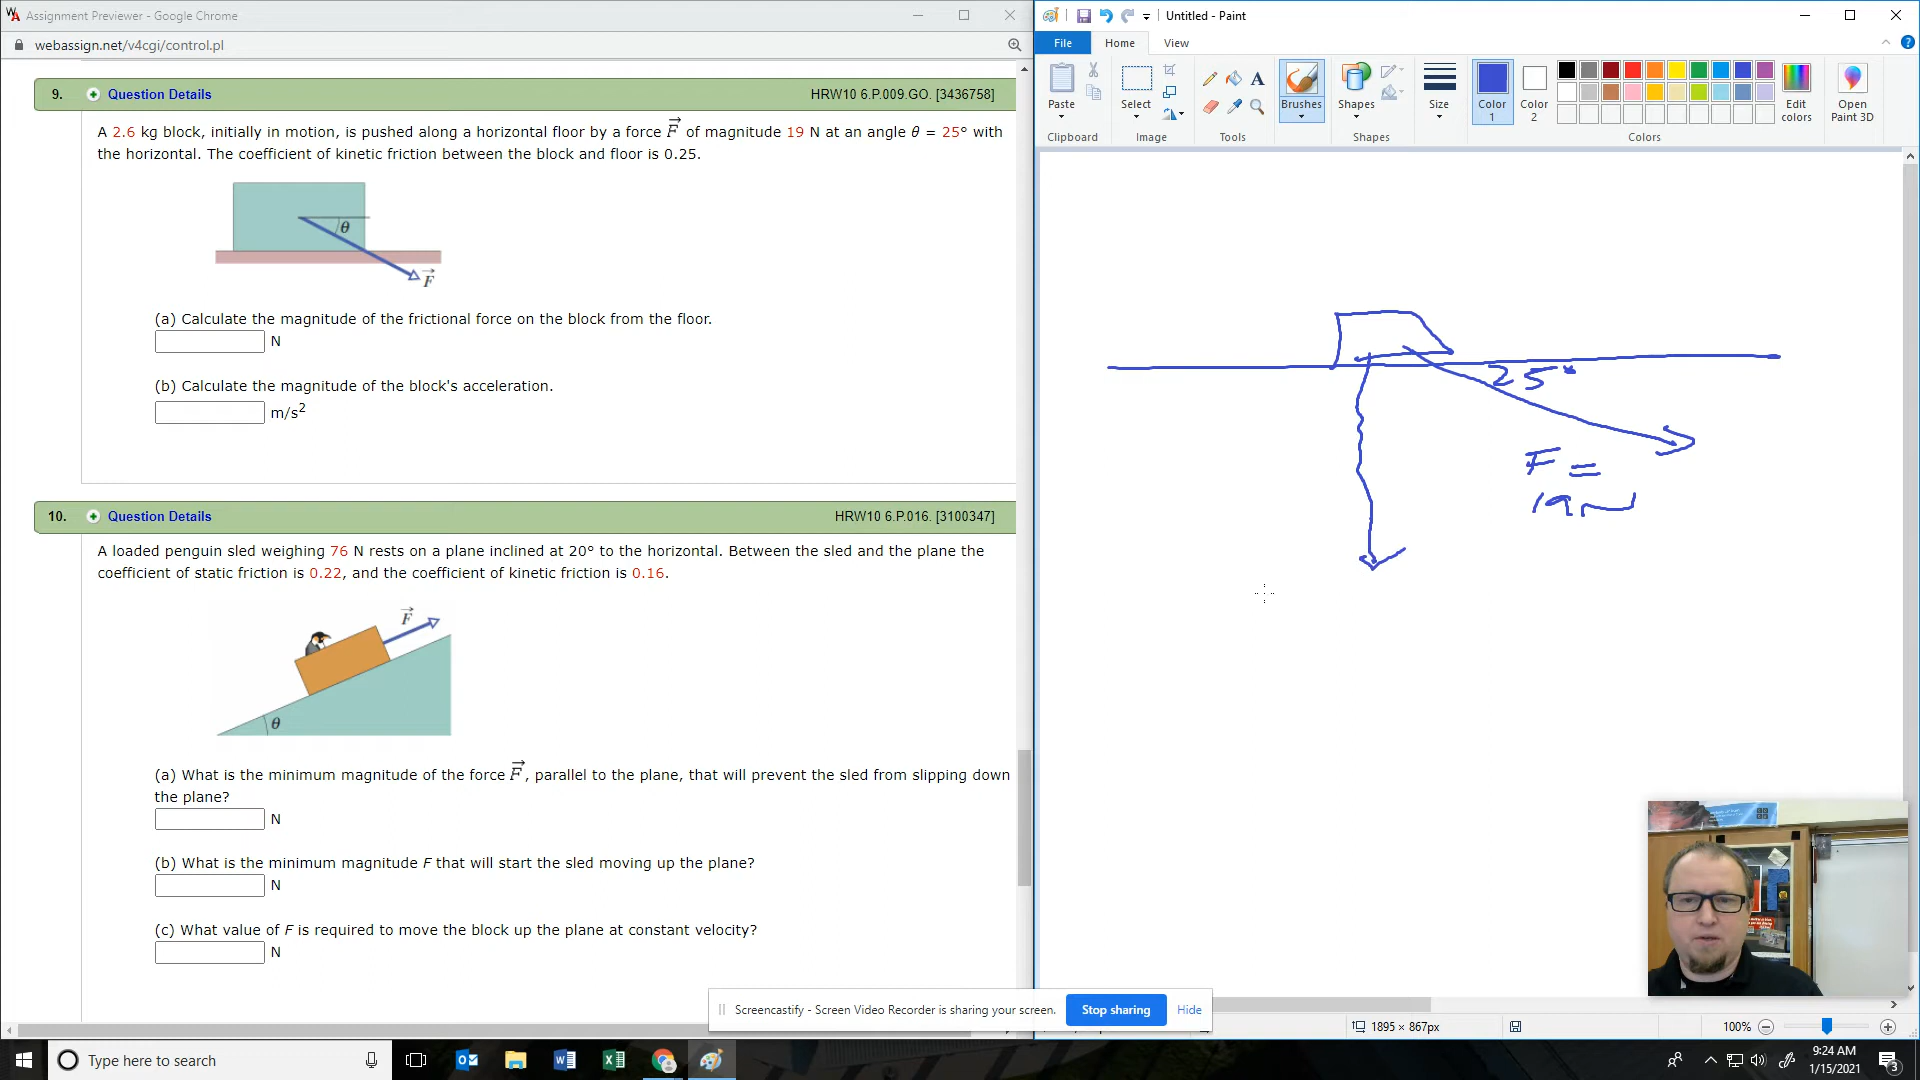 Assignment Previewer - Google Chrome
webassign.net/v4cgi/control.pl
9. Question Details HRW10 6.P.009.GO. [3436758]
A 2.6 kg block, initially in motion, is pushed along a horizontal floor by a force F of magnitude 19 N at an angle θ = 25° with
the horizontal. The coefficient of kinetic friction between the block and floor is 0.25.
θ
F
(a) Calculate the magnitude of the frictional force on the block from the floor.
N
(b) Calculate the magnitude of the block's acceleration.
m/s2
10. Question Details HRW10 6.P.016. [3100347]
A loaded penguin sled weighing 76 N rests on a plane inclined at 20° to the horizontal. Between the sled and the plane the
coefficient of static friction is 0.22, and the coefficient of kinetic friction is 0.16.
F
θ
(a) What is the minimum magnitude of the force F, parallel to the plane, that will prevent the sled from slipping down
the plane?
N
(b) What is the minimum magnitude F that will start the sled moving up the plane?
N
(c) What value of F is required to move the block up the plane at constant velocity?
N
Untitled - Paint
File Home View
Paste
Clipboard
Select
Image
A
Tools
Brushes
Shapes
Shapes
Size
Color
1
Color
2
Edit
colors
Open
Paint 3D
Colors
25°
F =
19N
Screencastify - Screen Video Recorder is sharing your screen. Stop sharing Hide
1895 × 867px
100%
Type here to search
9:24 AM
1/15/2021
3